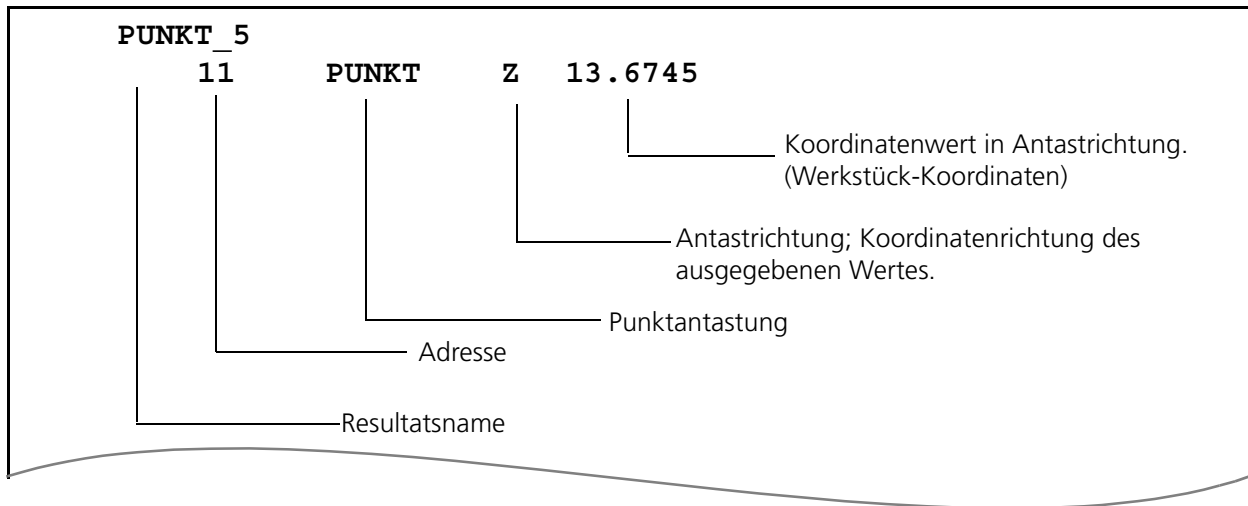 PUNKT_5
11 PUNKT Z 13.6745
Koordinatenwert in Antastrichtung.
(Werkstück-Koordinaten)
Antastrichtung; Koordinatenrichtung des
ausgegebenen Wertes.
Punktantastung
Adresse
Resultatsname